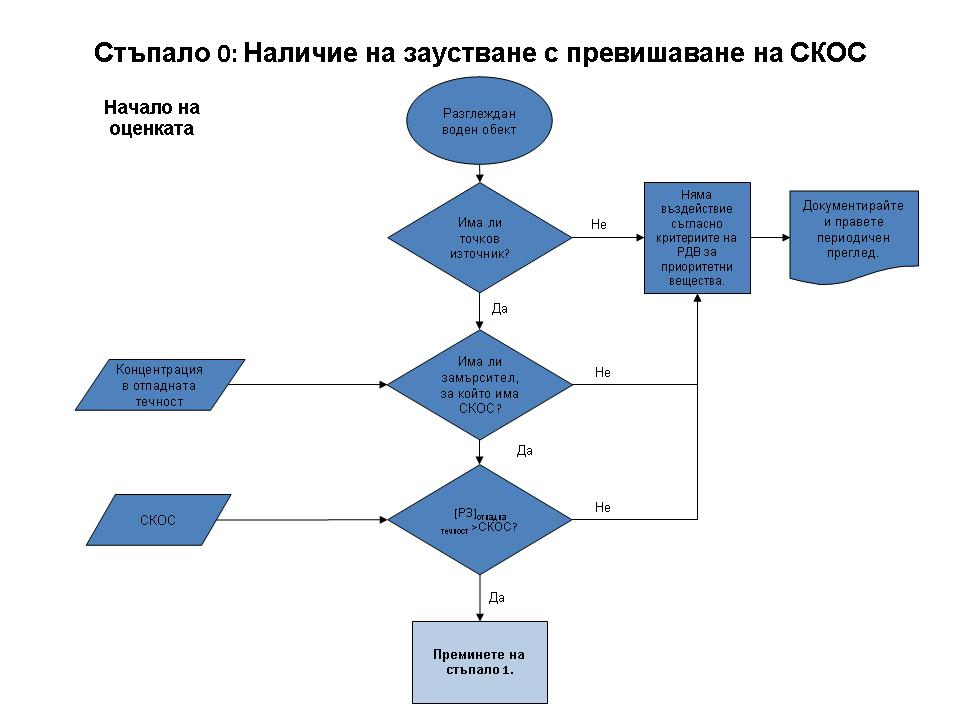 Стъпало 0: Наличие на заустване с превишаване на СКОС
Начало на
оценката
Разглеждан
воден обект
Има ли
точков
източник?
Не
Няма
въздействие
съгласно
критериите на
РДВ за
приоритетни
вещества.
Документирайте
и правете
периодичен
преглед.
Да
Концентрация
в отпадната
течност
Има ли
замърсител,
за който има
СКОС?
Не
Да
СКОС
[РЗ]отпадна
течност >СКОС?
Не
Да
Преминете на
стъпало 1.